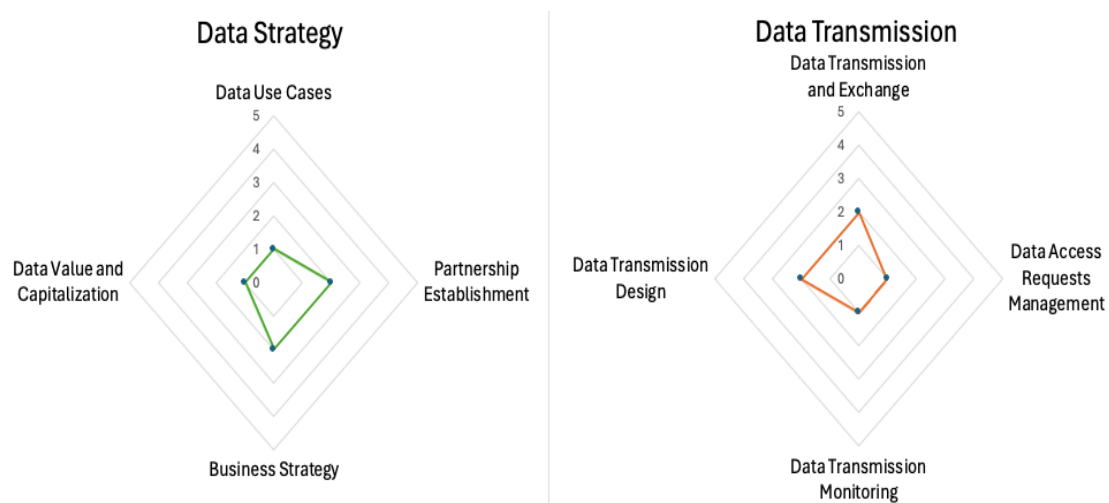 Data Strategy
Data Use Cases
5
4
3
2
1
0
Data Value and
Capitalization
Partnership
Establishment
Business Strategy
Data Transmission
Data Transmission
and Exchange
5
4
3
2
1
0
Data Transmission
Design
Data Access
Requests
Management
Data Transmission
Monitoring